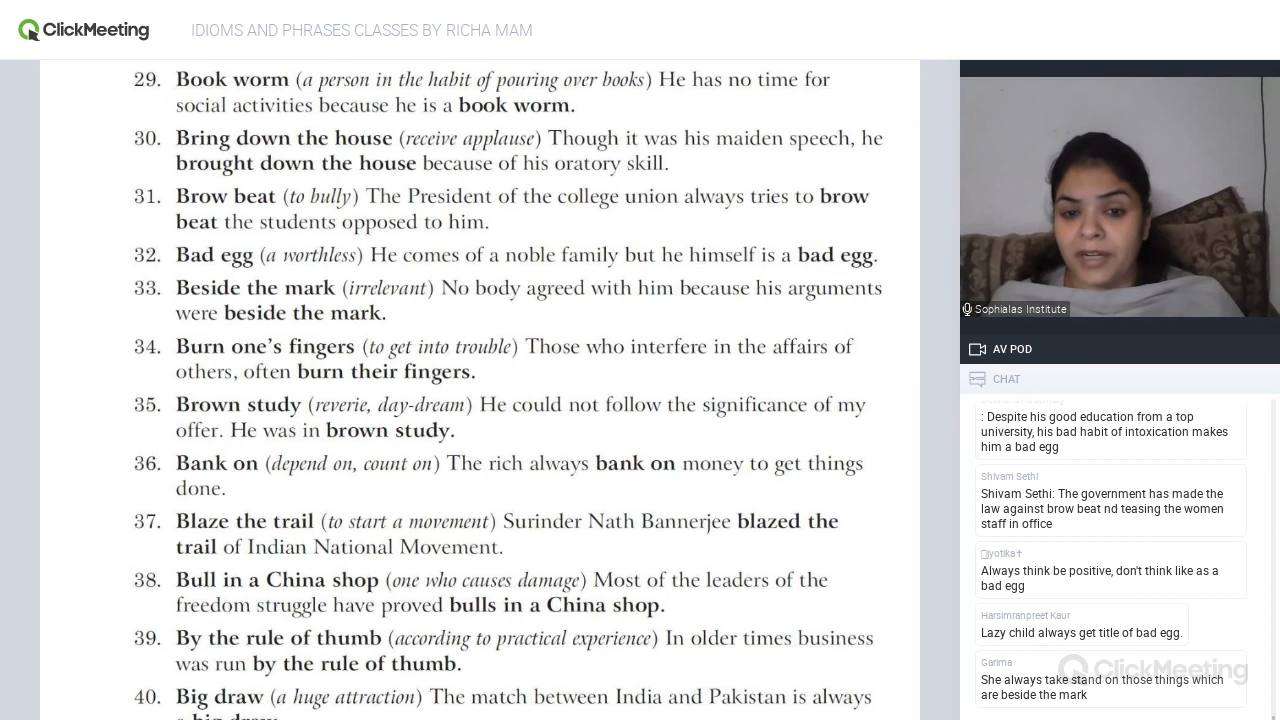 ClickMeeting
IDIOMS AND PHRASES CLASSES BY RICHA MAM
29. Book worm (a person in the habit of pouring over books) He has no time for
social activities because he is a book worm.
30. Bring down the house (receive applause) Though it was his maiden speech, he
brought down the house because of his oratory skill.
31. Brow beat (to bully) The President of the college union always tries to brow
beat the students opposed to him.
32. Bad egg (a worthless) He comes of a noble family but he himself is a bad egg.
33. Beside the mark (irrelevant) No body agreed with him because his arguments
were beside the mark.
34. Burn one's fingers (to get into trouble) Those who interfere in the affairs of
others, often burn their fingers.
35. Brown study (reverie, day-dream) He could not follow the significance of my
offer. He was in brown study.
36. Bank on (depend on, count on) The rich always bank on money to get things
done.
37. Blaze the trail (to start a movement) Surinder Nath Bannerjee blazed the
trail of Indian National Movement.
38. Bull in a China shop (one who causes damage) Most of the leaders of the
freedom struggle have proved bulls in a China shop.
39. By the rule of thumb (according to practical experience) In older times business
was run by the rule of thumb.
40. Big draw (a huge attraction) The match between India and Pakistan is always
a big draw.
Sophialas Institute
AV POD
CHAT
: Despite his good education from a top
university, his bad habit of intoxication makes
him a bad egg
Shivam Sethi
Shivam Sethi: The government has made the
law against brow beat nd teasing the women
staff in office
Jyotika✝
Always think be positive, don't think like as a
bad egg
Harsimranpreet Kaur
Lazy child always get title of bad egg.
Garima
She always take stand on those things which
are beside the mark
ClickMeeting